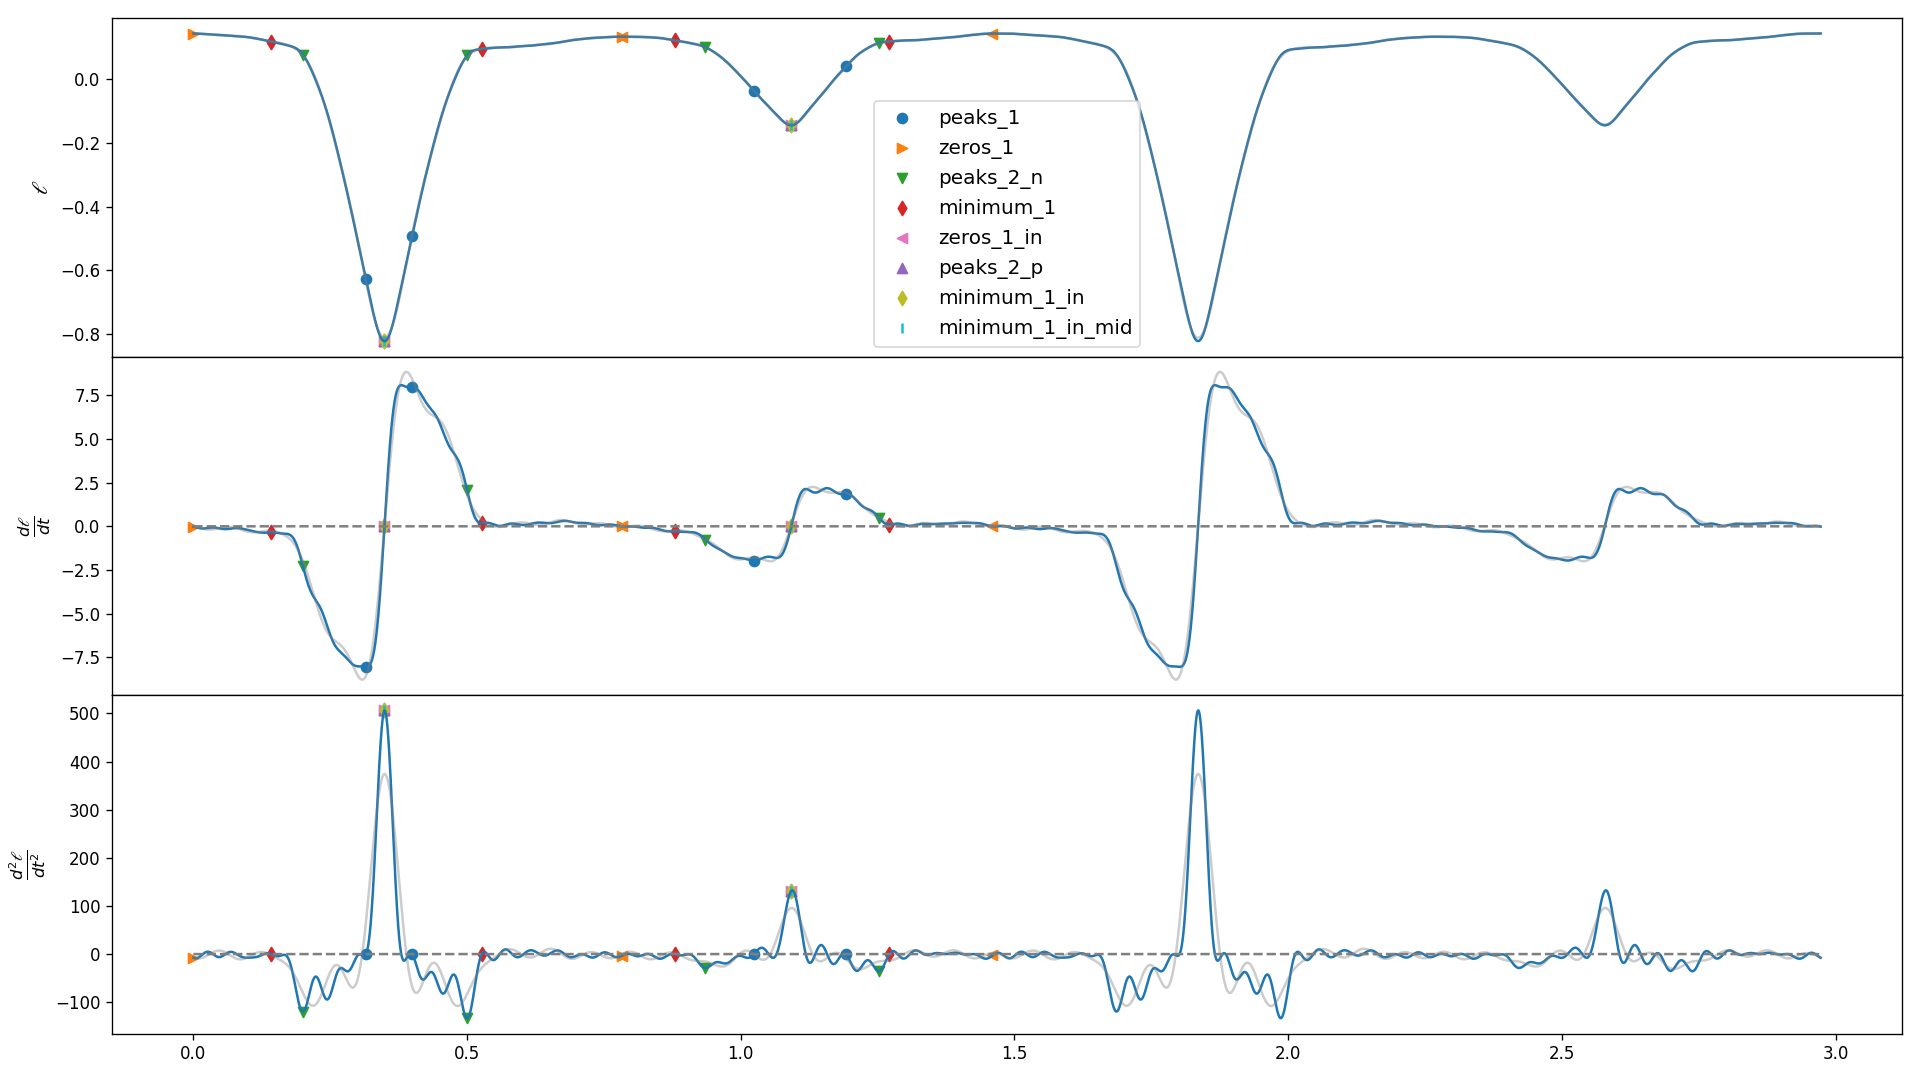 0.0
−0.2
−0.4
−0.6
−0.8
ℓ
peaks_1
zeros_1
peaks_2_n
minimum_1
zeros_1_in
peaks_2_p
minimum_1_in
minimum_1_in_mid
7.5
5.0
2.5
0.0
−2.5
−5.0
−7.5
dℓ
dt
500
400
300
200
100
0
−100
d²ℓ
dt²
0.0 0.5 1.0 1.5 2.0 2.5 3.0